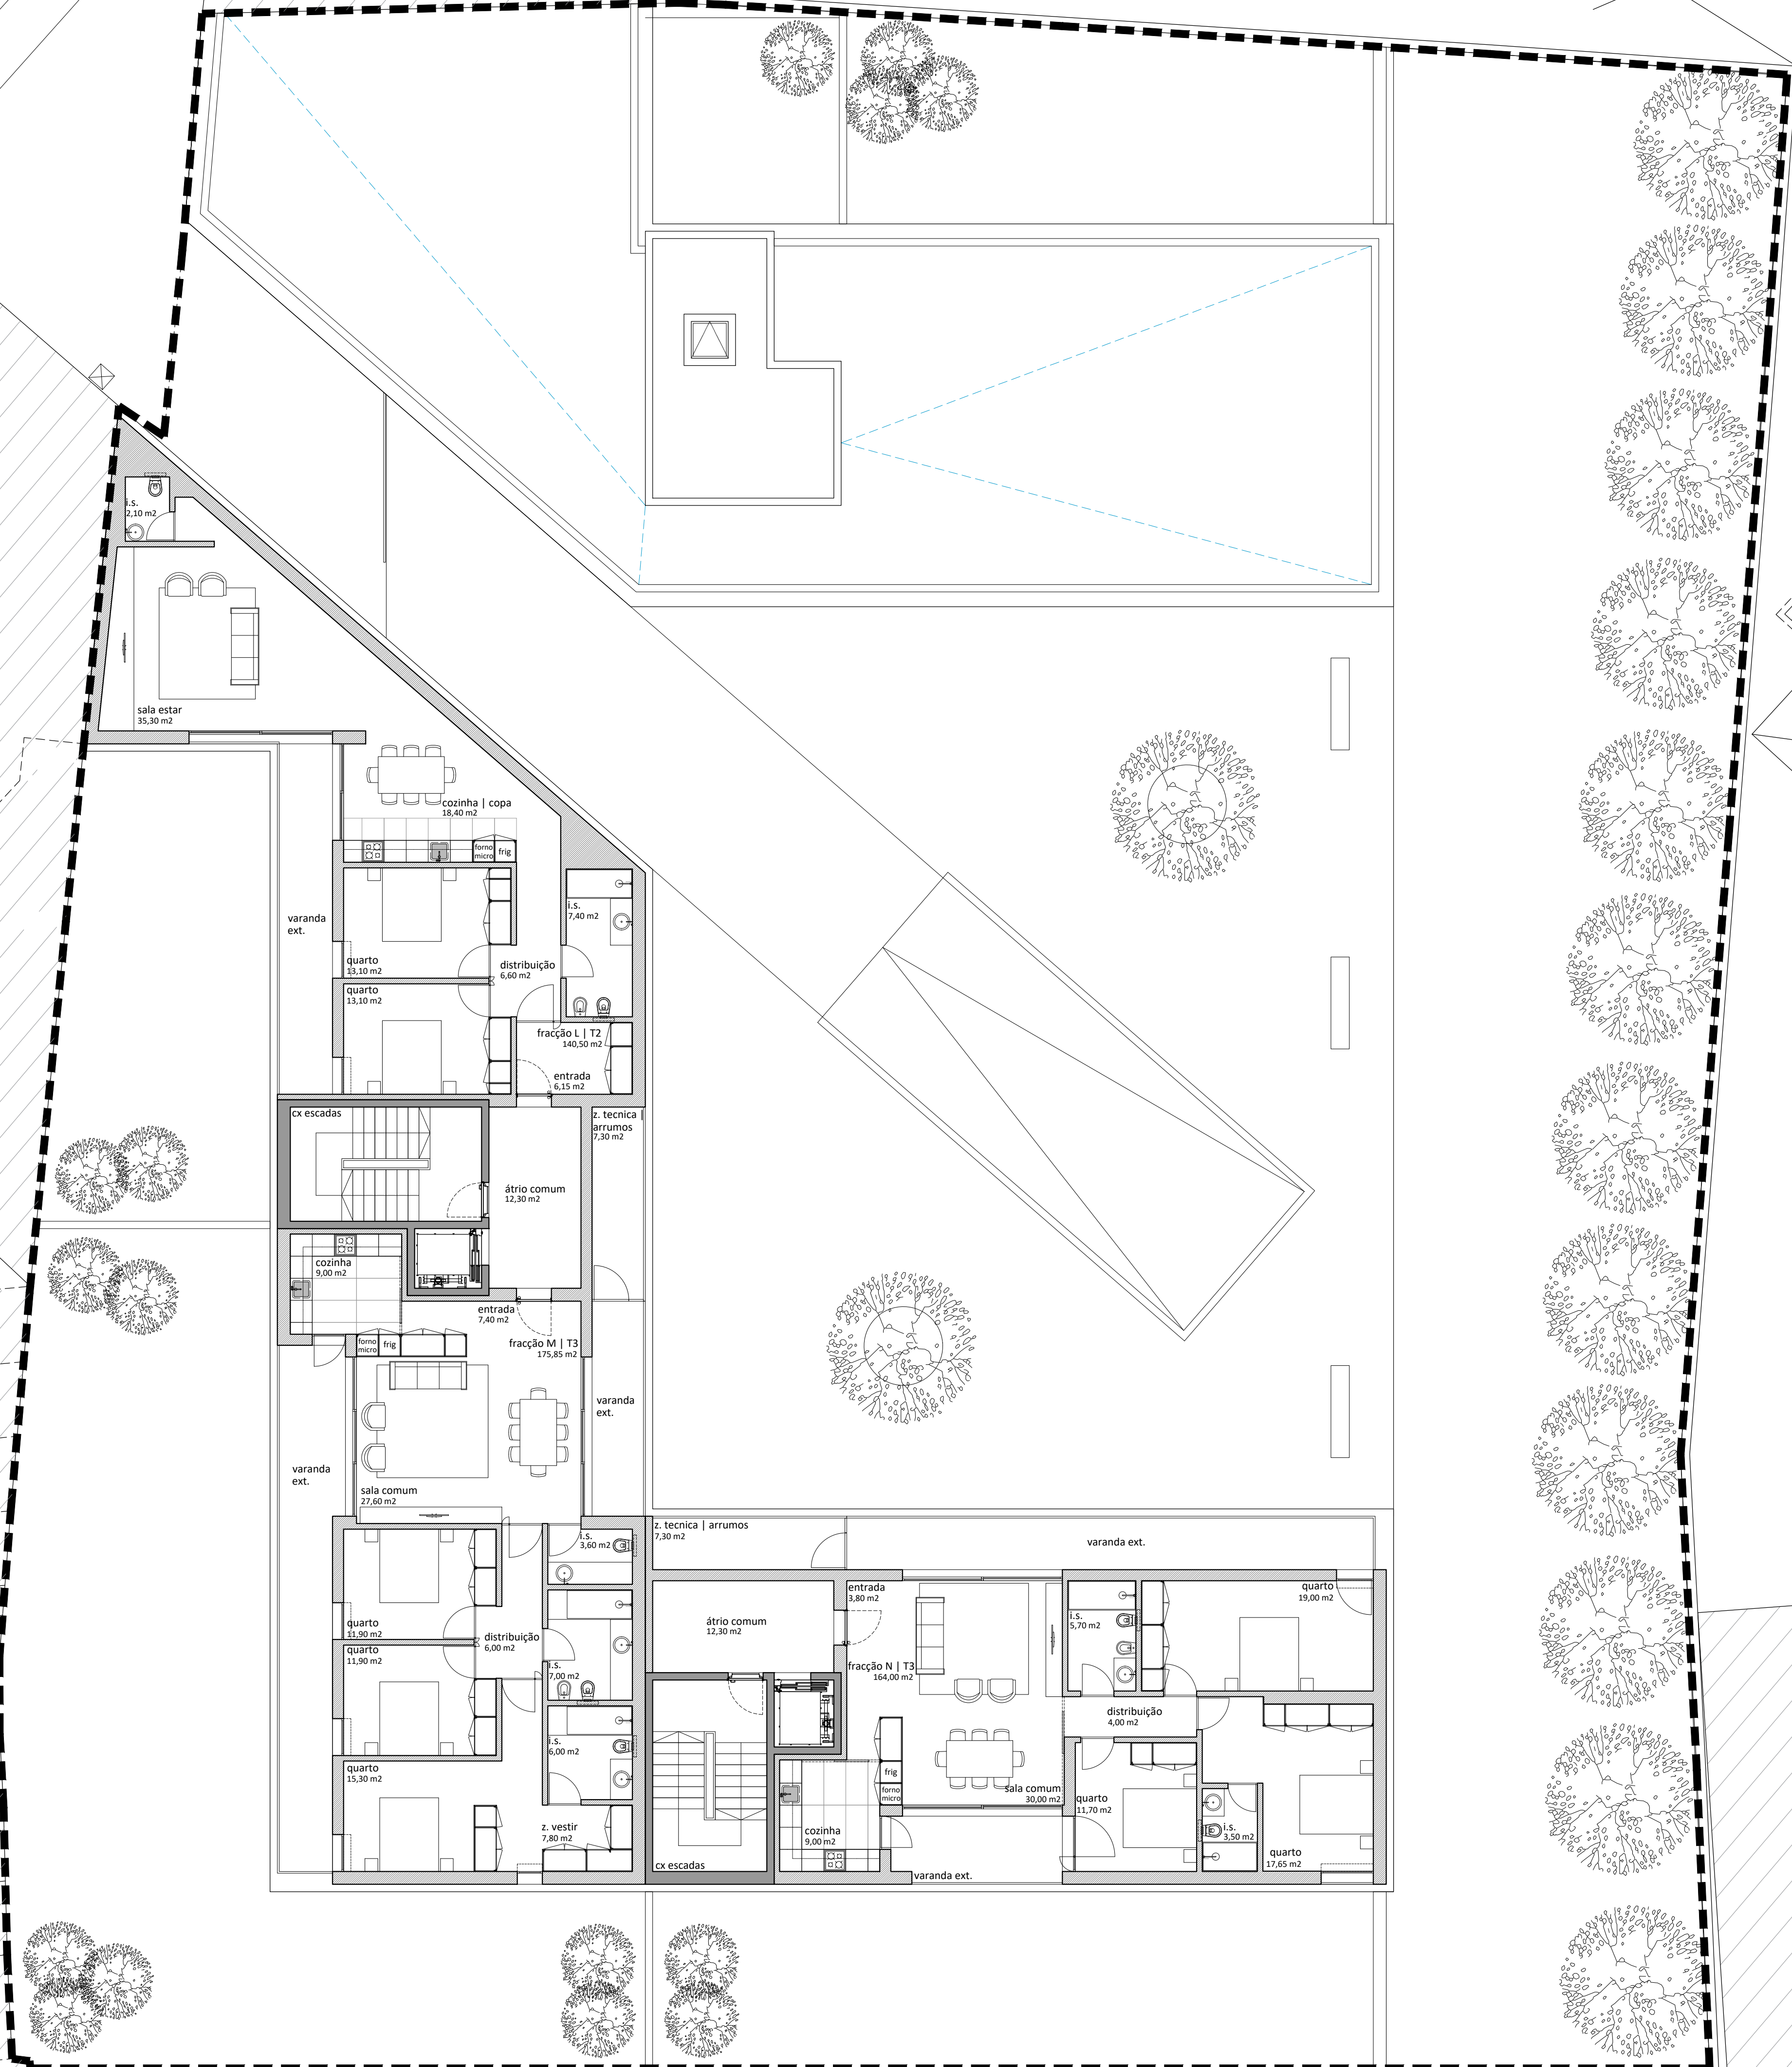 i.s.
2,10 m2
sala estar
35,30 m2
cozinha | copa
18,40 m2
forno
micro
frig
varanda
ext.
quarto
13,10 m2
i.s.
7,40 m2
distribuição
6,60 m2
quarto
13,10 m2
fracção L | T2
140,50 m2
entrada
6,15 m2
cx escadas
z. tecnica |
arrumos
7,30 m2
átrio comum
12,30 m2
cozinha
9,00 m2
entrada
7,40 m2
forno
micro
frig
fracção M | T3
175,85 m2
varanda
ext.
varanda
ext.
sala comum
27,60 m2
i.s.
3,60 m2
quarto
11,90 m2
distribuição
6,00 m2
quarto
11,90 m2
i.s.
7,00 m2
i.s.
6,00 m2
quarto
15,30 m2
z. vestir
7,80 m2
z. tecnica | arrumos
7,30 m2
varanda ext.
átrio comum
12,30 m2
entrada
3,80 m2
fracção N | T3
164,00 m2
i.s.
5,70 m2
quarto
19,00 m2
distribuição
4,00 m2
frig
forno
micro
sala comum
30,00 m2
quarto
11,70 m2
cozinha
9,00 m2
i.s.
3,50 m2
quarto
17,65 m2
cx escadas
varanda ext.